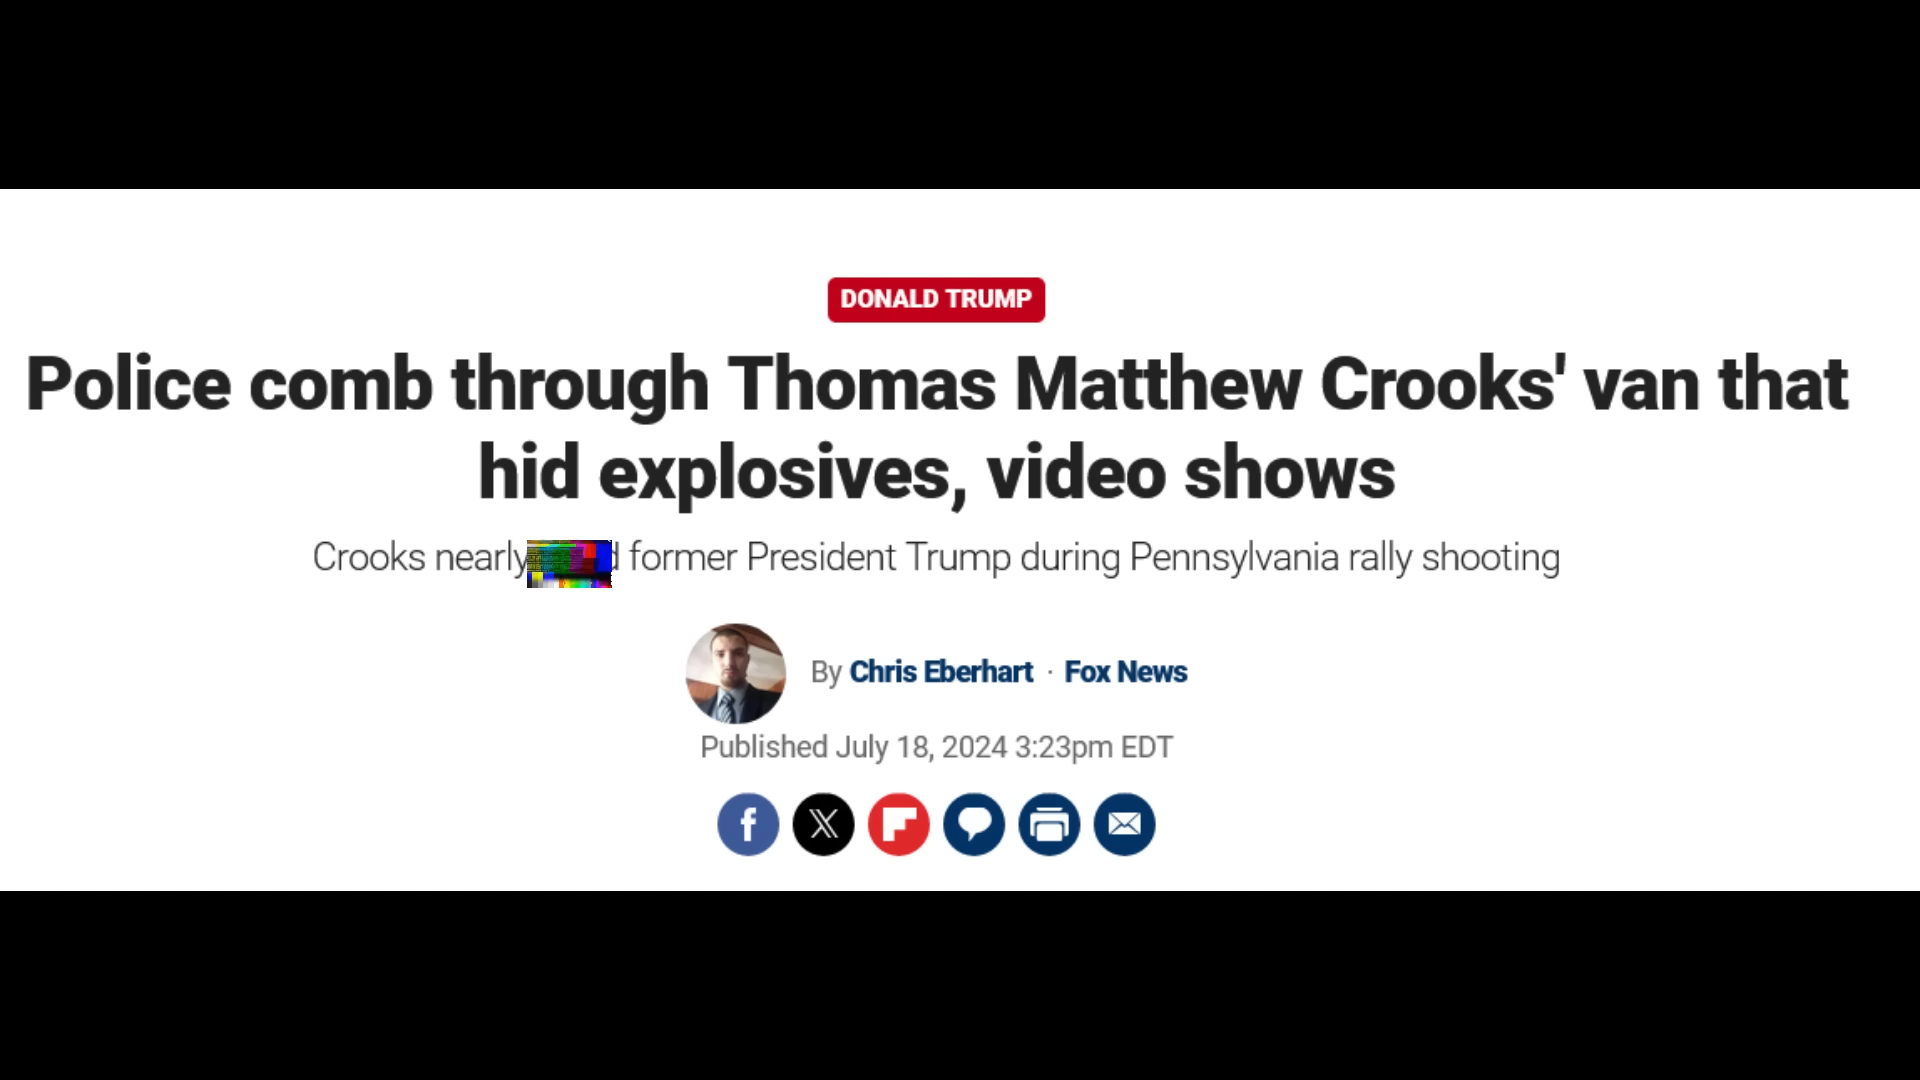 DONALD TRUMP
Police comb through Thomas Matthew Crooks' van that
hid explosives, video shows
Crooks nearly former President Trump during Pennsylvania rally shooting
By Chris Eberhart · Fox News
Published July 18, 2024 3:23pm EDT